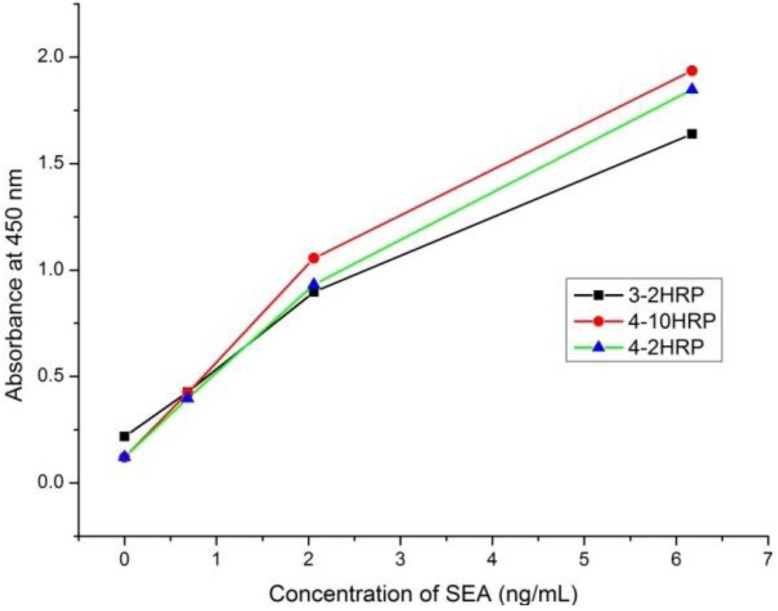 2.0
1.5
1.0
0.5
0.0
Absorbance at 450 nm
3-2HRP
4-10HRP
4-2HRP
0 1 2 3 4 5 6 7
Concentration of SEA (ng/mL)